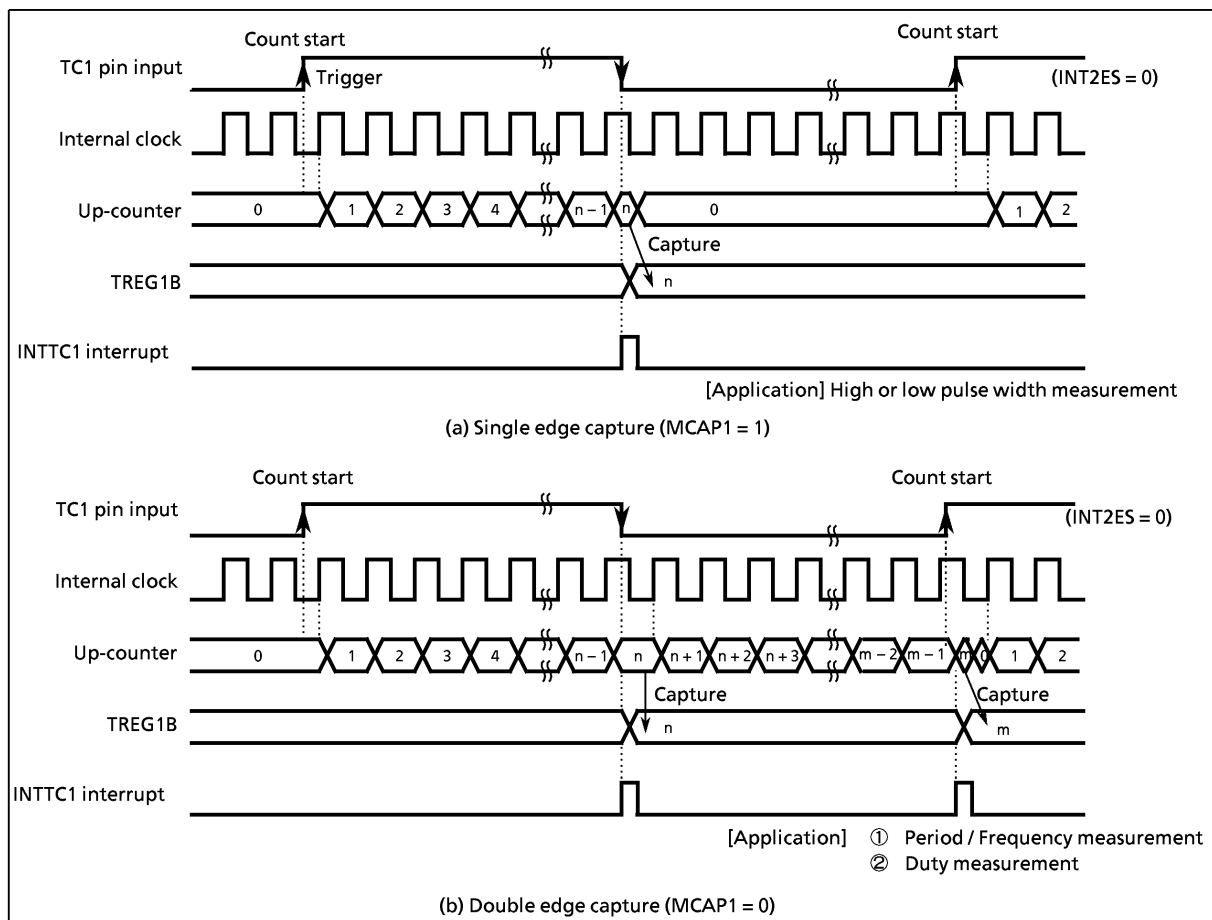 Count start
Count start
TC1 pin input
Trigger
(INT2ES = 0)
Internal clock
Up-counter
0 1 2 3 4 n – 1 n 0 1 2
Capture
TREG1B
n
INTTC1 interrupt
[Application] High or low pulse width measurement
(a) Single edge capture (MCAP1 = 1)
Count start
Count start
TC1 pin input
(INT2ES = 0)
Internal clock
Up-counter
0 1 2 3 4 n – 1 n n + 1 n + 2 n + 3 m – 2 m – 1 m 0 1 2
Capture
Capture
TREG1B
n
m
INTTC1 interrupt
[Application] ① Period / Frequency measurement
② Duty measurement
(b) Double edge capture (MCAP1 = 0)